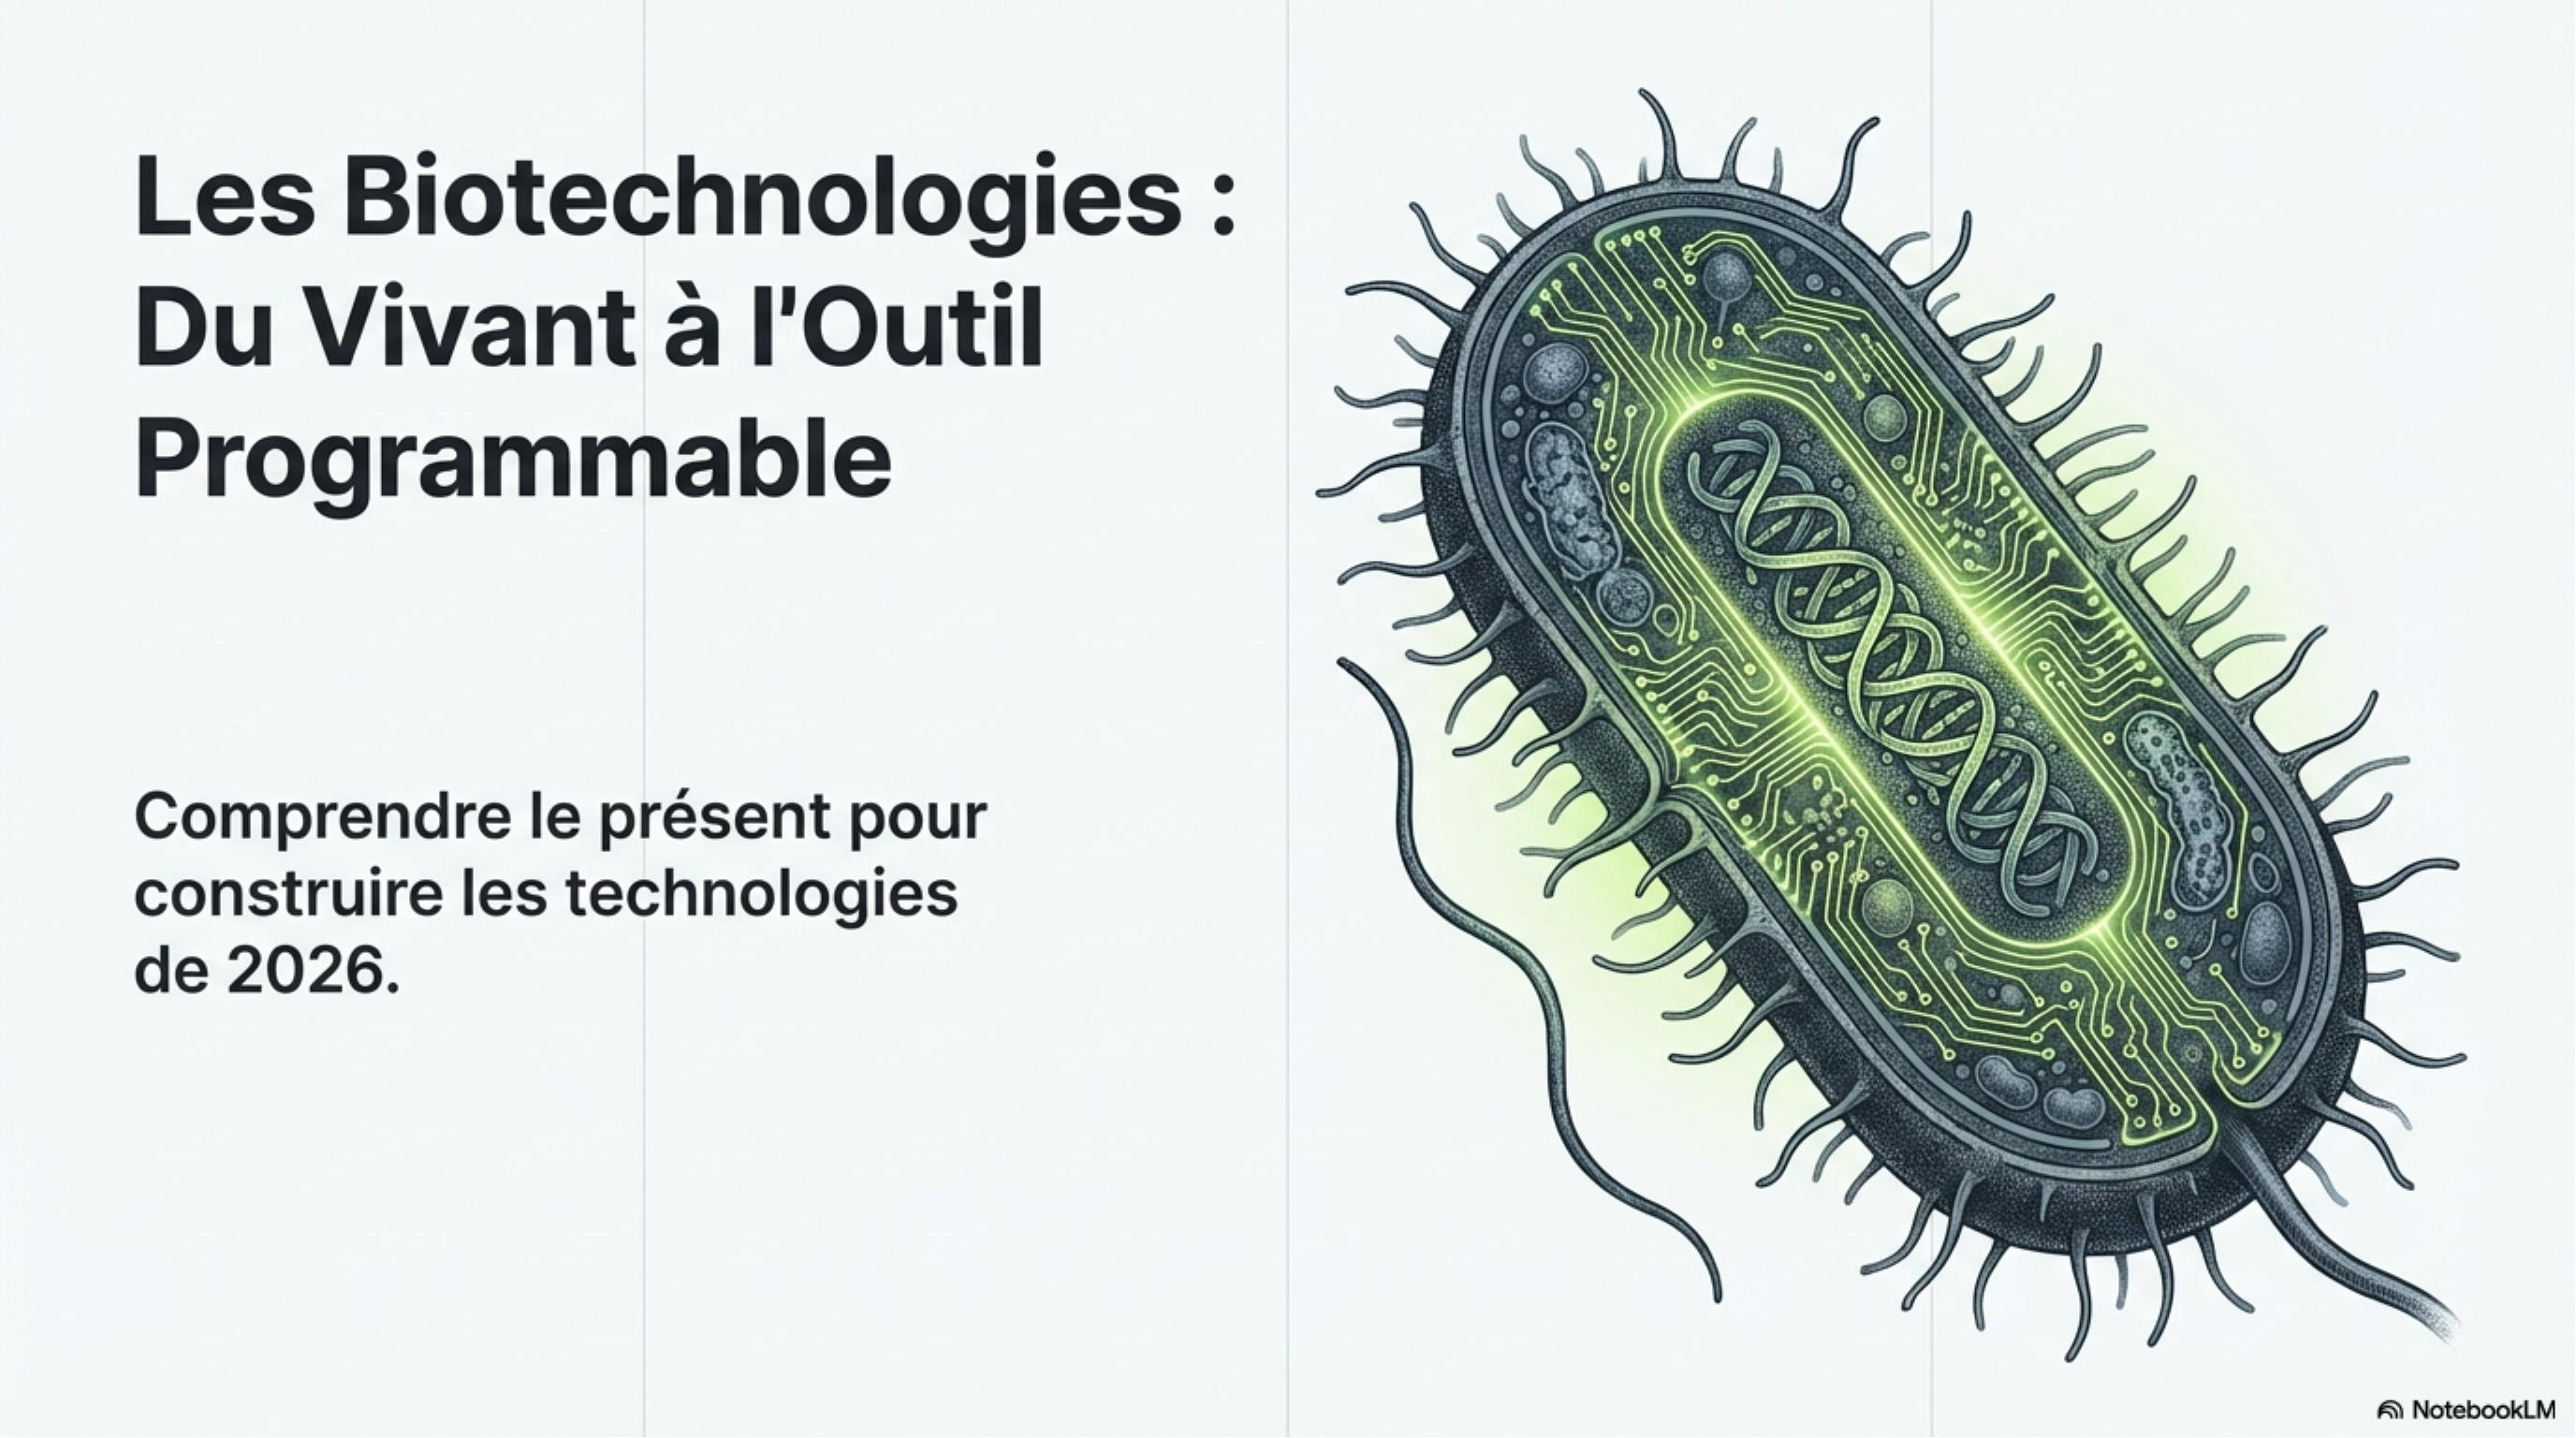 Les Biotechnologies :
Du Vivant à l'Outil
Programmable
Comprendre le présent pour
construire les technologies
de 2026.
NotebookLM